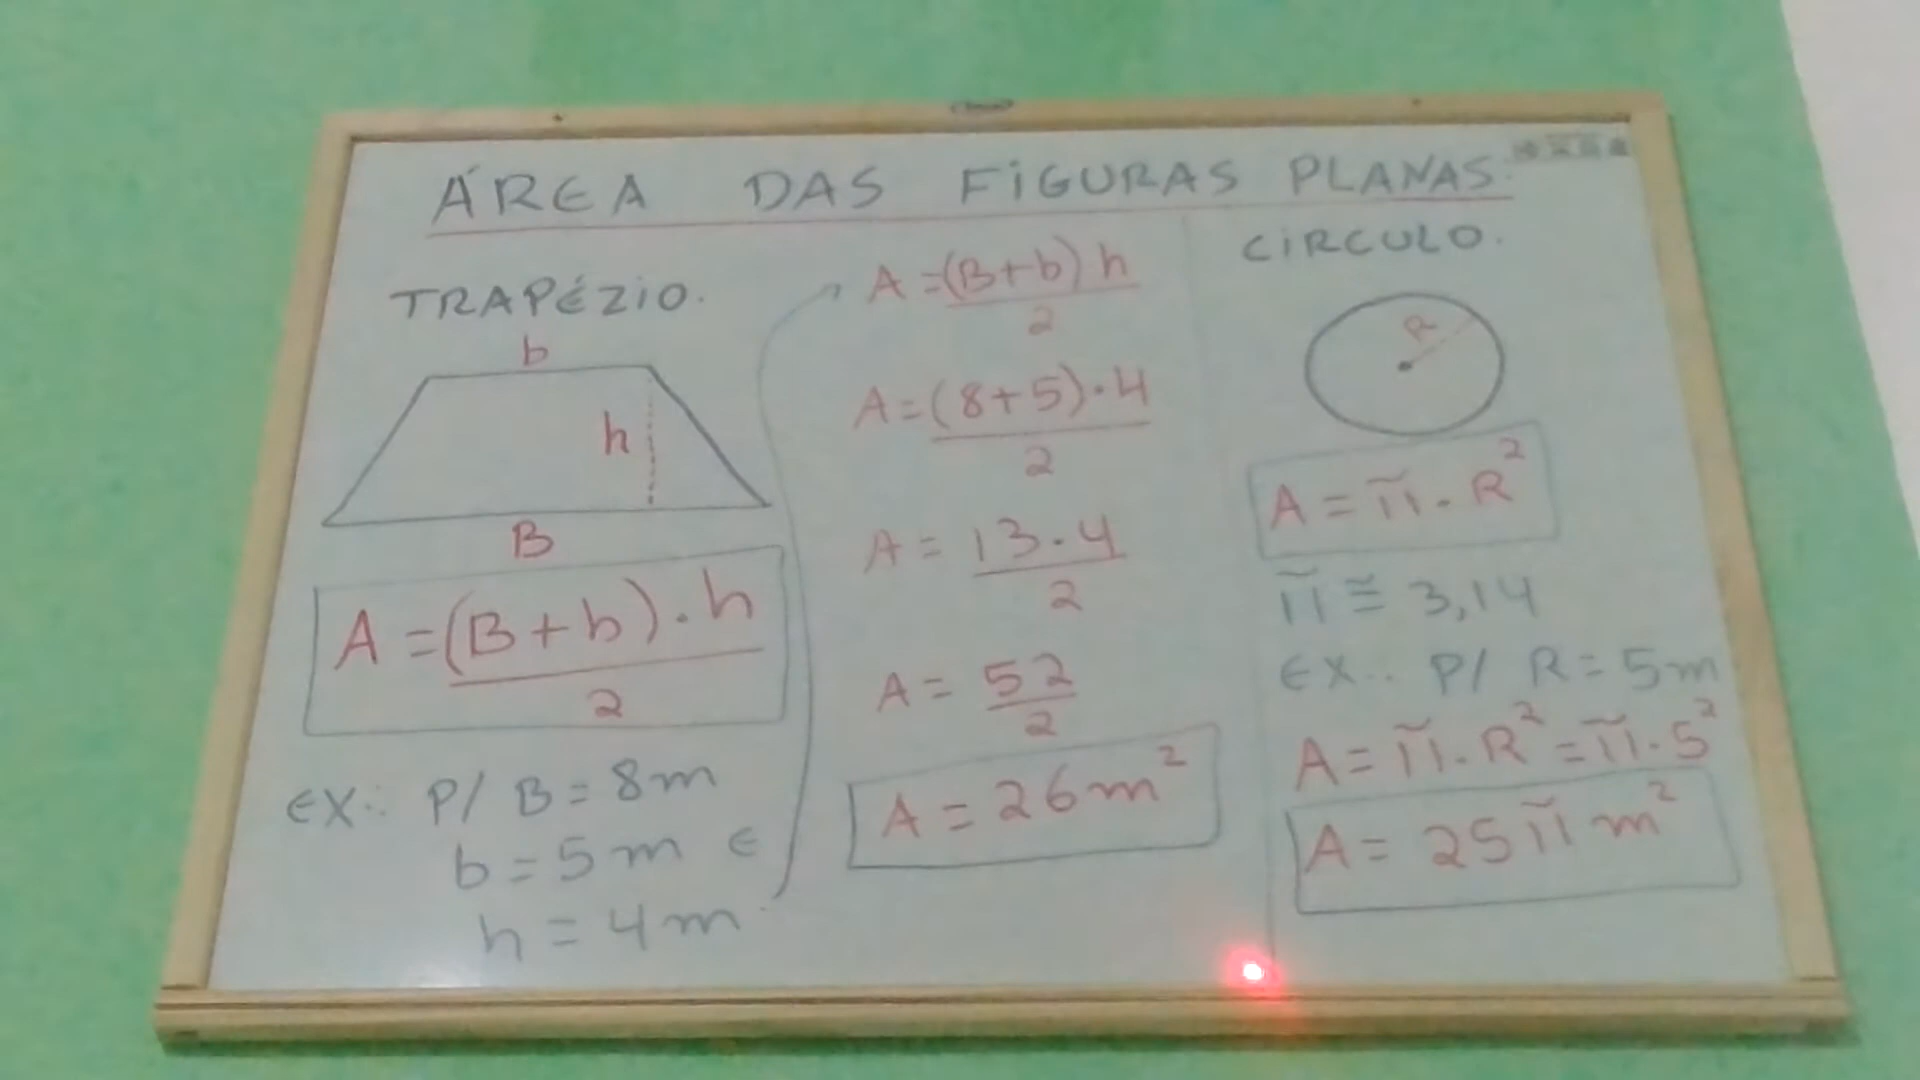 ÁREA DAS FIGURAS PLANAS.
TRAPÉZIO.
b
h
B
A = (B + b) . h
2
EX.: P/ B = 8m
b = 5m E
h = 4m.
A = (B+b) h
2
A = (8+5) . 4
2
A = 13 . 4
2
A = 52
2
A = 26m²
CIRCULO.
R
A = π . R²
π ≅ 3,14
EX.: P/ R = 5m
A = π . R² = π . 5²
A = 25π m²